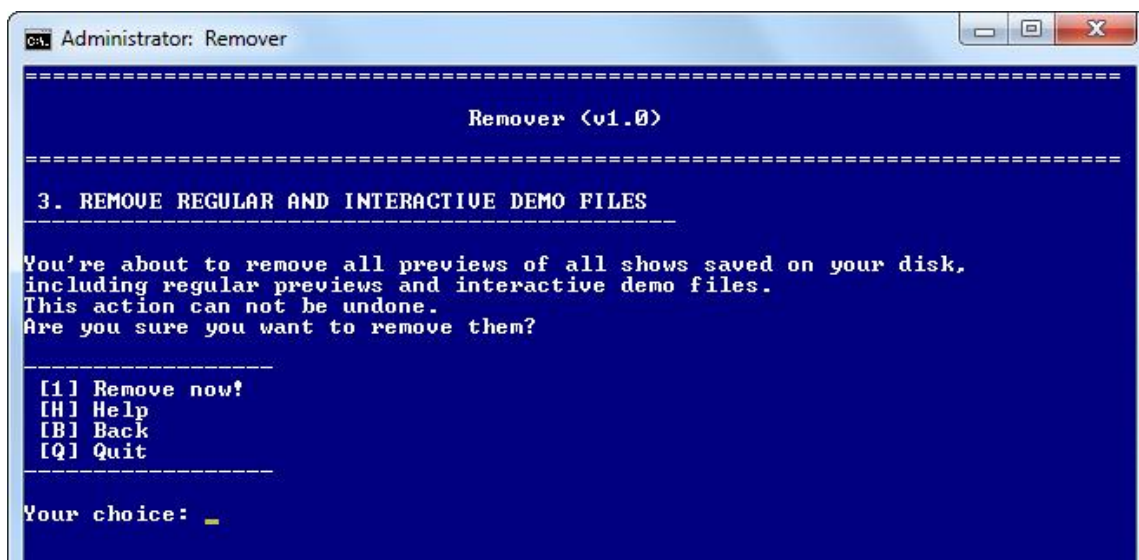 Administrator: Remover
===============================================================================
Remover (v1.0)
===============================================================================
3. REMOVE REGULAR AND INTERACTIVE DEMO FILES
-----------------------------------------------
You're about to remove all previews of all shows saved on your disk,
including regular previews and interactive demo files.
This action can not be undone.
Are you sure you want to remove them?
------------------
[1] Remove now!
[H] Help
[B] Back
[Q] Quit
------------------
Your choice: _